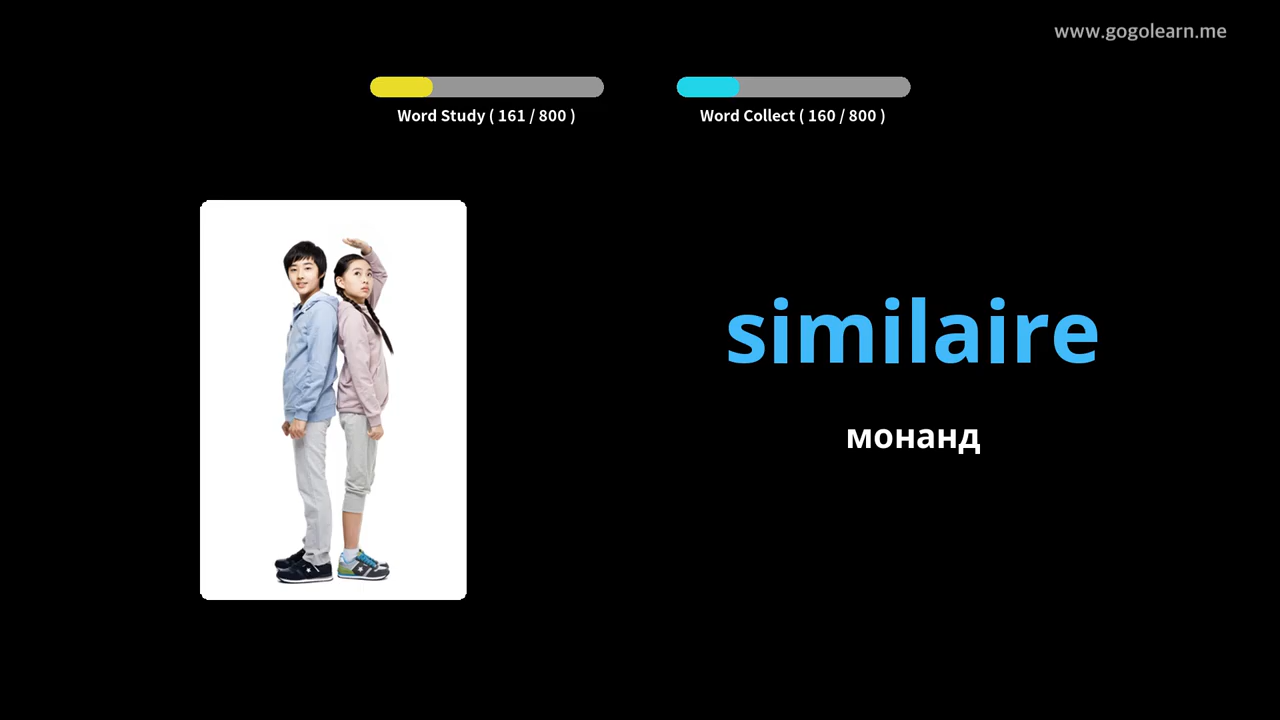 www.gogolearn.me
Word Study ( 161 / 800 )
Word Collect ( 160 / 800 )
similaire
монанд